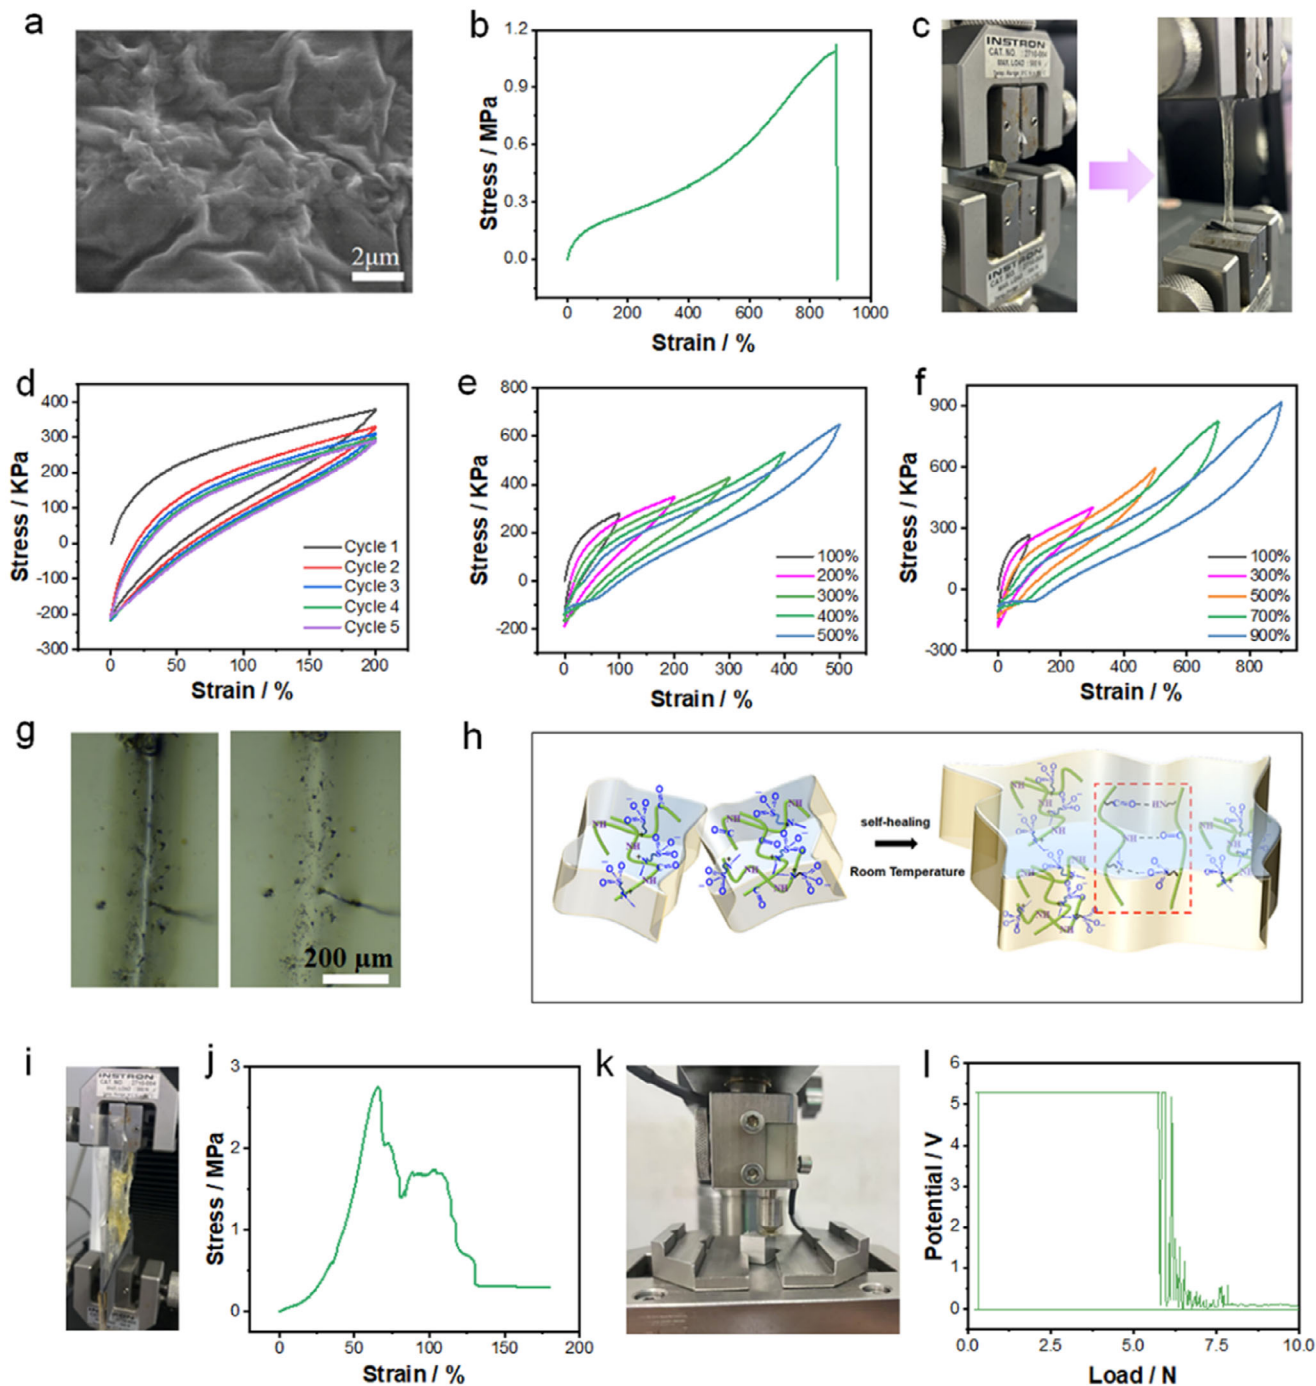 a
2μm
b
1.2
0.9
0.6
0.3
0.0
Stress / MPa
0
200
400
600
800
1000
Strain / %
c
INSTRON
CAT. NO.
INSTRON
d
400
300
200
100
0
-100
-200
-300
Stress / KPa
Cycle 1
Cycle 2
Cycle 3
Cycle 4
Cycle 5
0
50
100
150
200
Strain / %
e
800
600
400
200
0
-200
Stress / KPa
100%
200%
300%
400%
500%
0
100
200
300
400
500
Strain / %
f
900
600
300
0
-300
Stress / KPa
100%
300%
500%
700%
900%
0
200
400
600
800
Strain / %
g
200 μm
h
self-healing
Room Temperature
i
INSTRON
j
3
2
1
0
Stress / MPa
0
50
100
150
200
Strain / %
k
l
6
5
4
3
2
1
0
Potential / V
0
2.5
5.0
7.5
10.0
Load / N